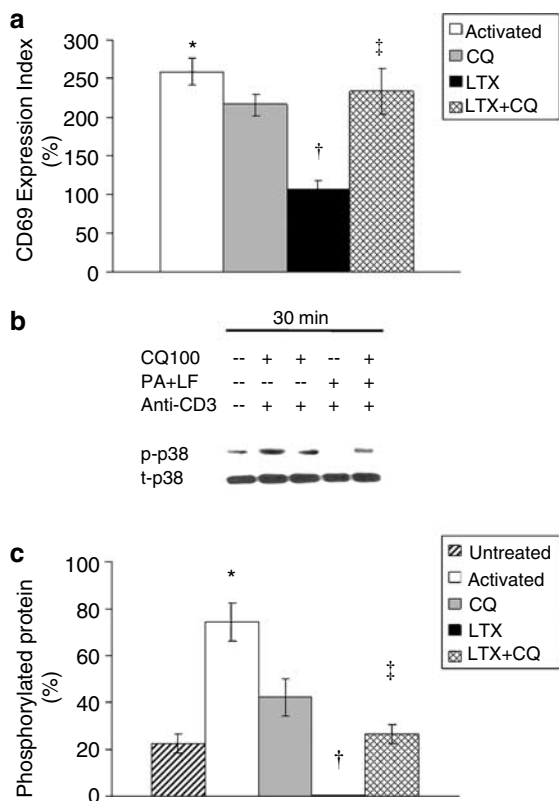 a
CD69 Expression Index
(%)
300
250
200
150
100
50
0
*
†
‡
Activated
CQ
LTX
LTX+CQ
b
30 min
CQ100 -- + + -- +
PA+LF -- -- -- + +
Anti-CD3 -- + + + +
p-p38
t-p38
c
Phosphorylated protein
(%)
100
80
60
40
20
0
*
†
‡
Untreated
Activated
CQ
LTX
LTX+CQ